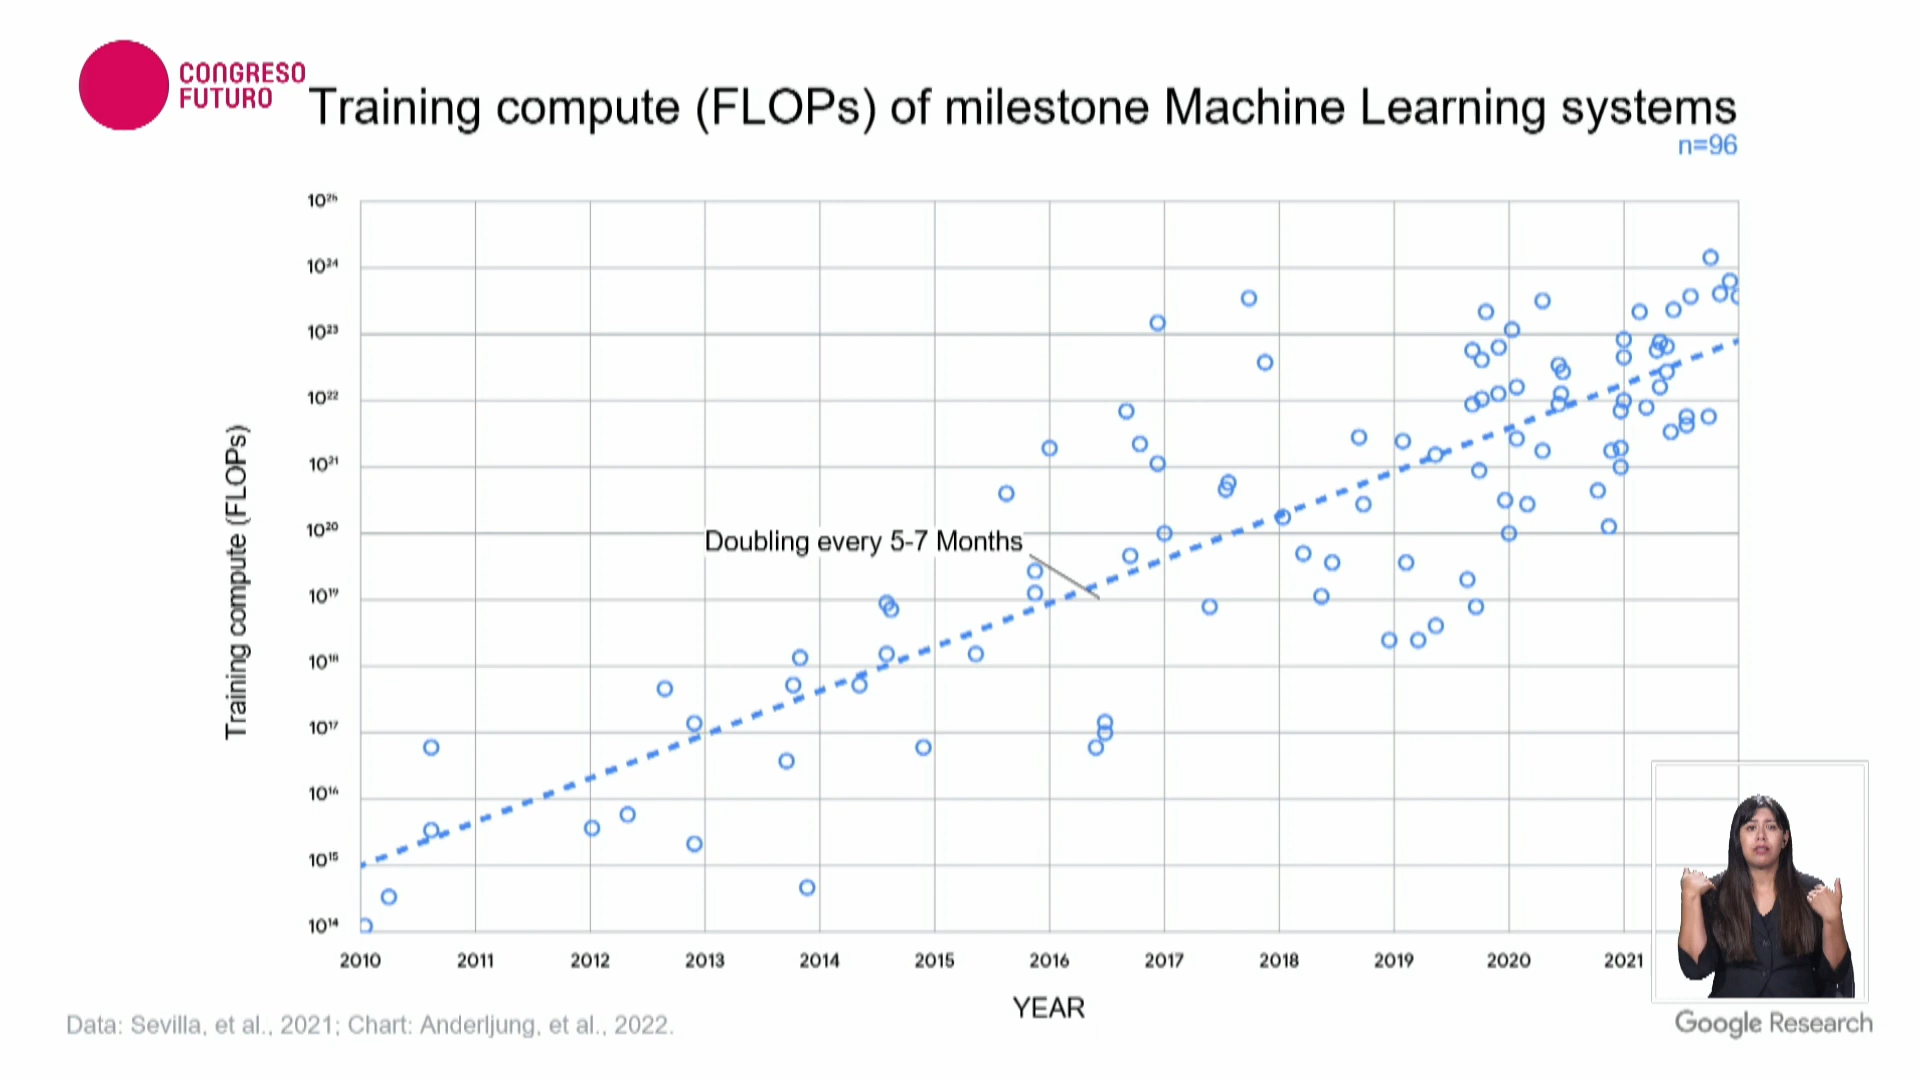 CONGRESO
FUTURO
Training compute (FLOPs) of milestone Machine Learning systems
n=96
10²⁵
10²⁴
10²³
10²²
10²¹
10²⁰
10¹⁹
10¹⁸
10¹⁷
10¹⁶
10¹⁵
10¹⁴
Training compute (FLOPs)
Doubling every 5-7 Months
2010 2011 2012 2013 2014 2015 2016 2017 2018 2019 2020 2021
YEAR
Data: Sevilla, et al., 2021; Chart: Anderljung, et al., 2022.
Google Research